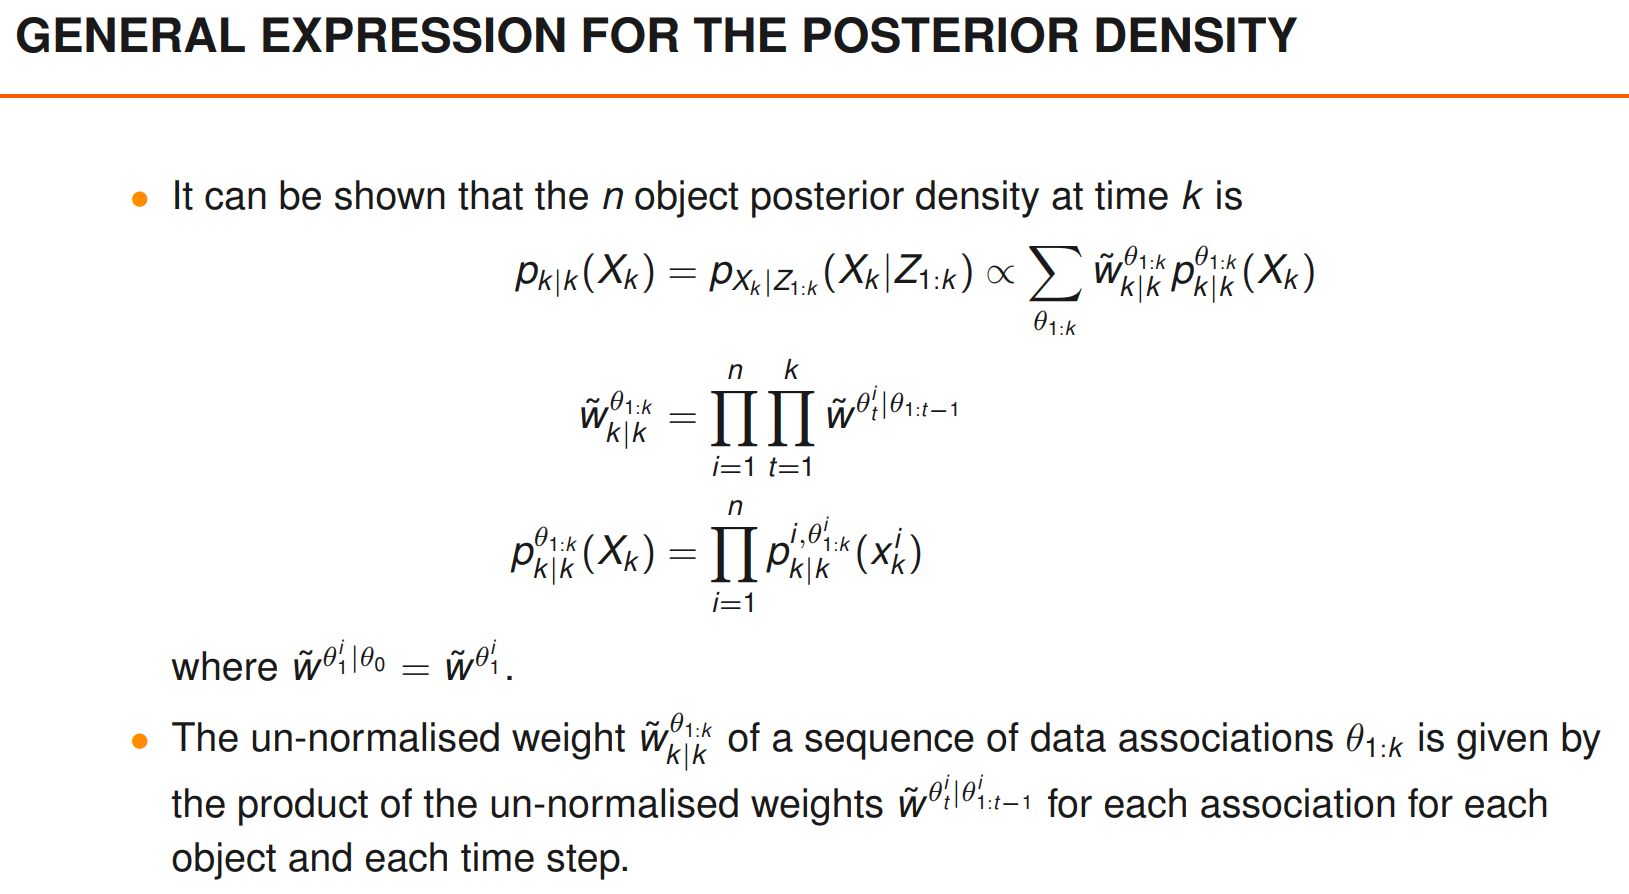 GENERAL EXPRESSION FOR THE POSTERIOR DENSITY
• It can be shown that the n object posterior density at time k is
$p_{k|k}(X_k) = p_{X_k|Z_{1:k}}(X_k|Z_{1:k}) \propto \sum_{\theta_{1:k}} \tilde{w}_{k|k}^{\theta_{1:k}} p_{k|k}^{\theta_{1:k}}(X_k)$
$\tilde{w}_{k|k}^{\theta_{1:k}} = \prod_{i=1}^{n} \prod_{t=1}^{k} \tilde{w}^{\theta_t^i|\theta_{1:t-1}}$
$p_{k|k}^{\theta_{1:k}}(X_k) = \prod_{i=1}^{n} p_{k|k}^{i,\theta_{1:k}^i}(x_k^i)$
where $\tilde{w}^{\theta_1^i|\theta_0} = \tilde{w}^{\theta_1^i}$.
• The un-normalised weight $\tilde{w}_{k|k}^{\theta_{1:k}}$ of a sequence of data associations $\theta_{1:k}$ is given by
the product of the un-normalised weights $\tilde{w}^{\theta_t^i|\theta_{1:t-1}^i}$ for each association for each
object and each time step.